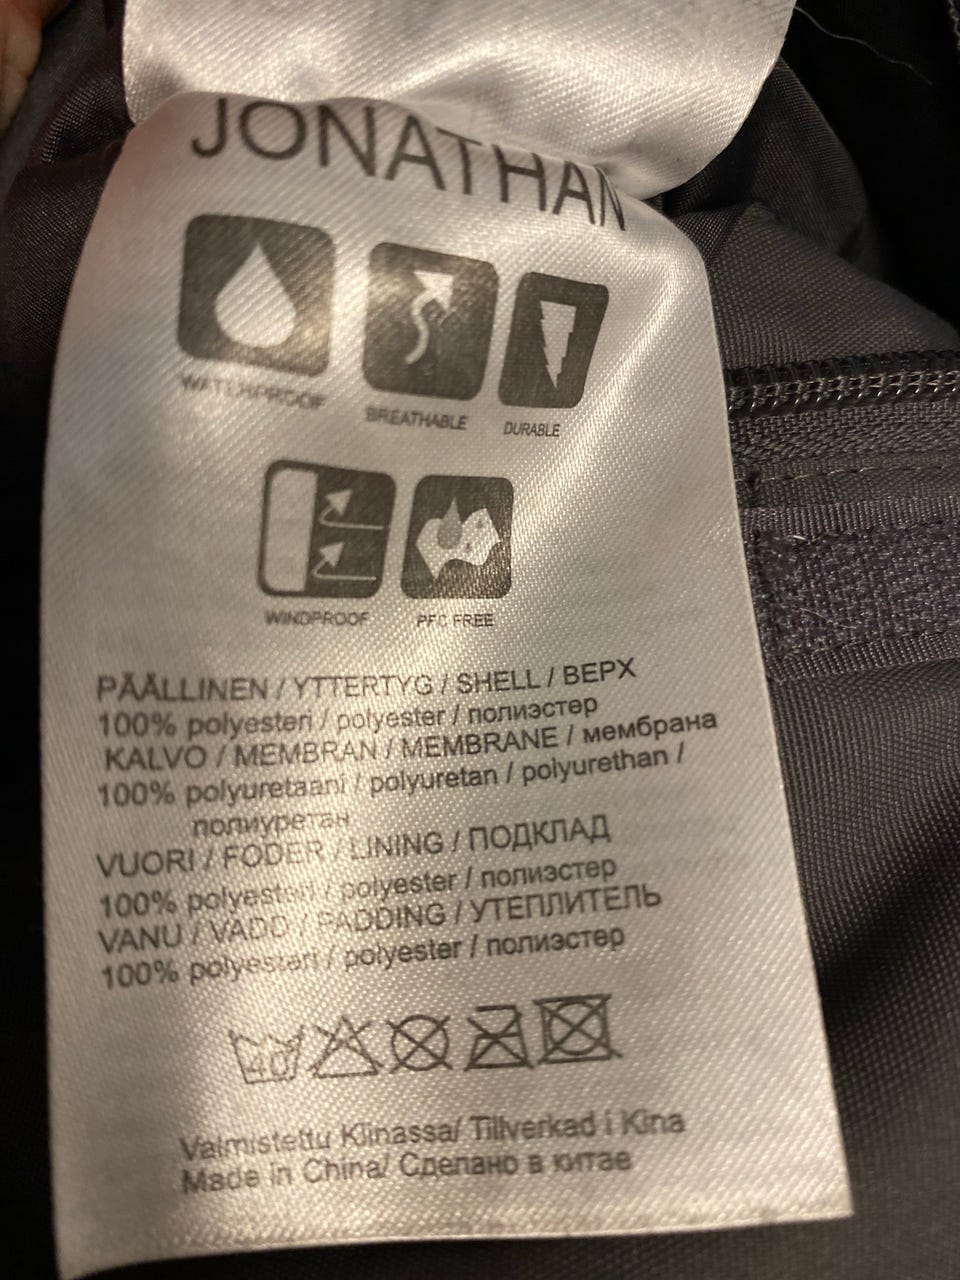 JONATHAN
WATERPROOF
BREATHABLE
DURABLE
WINDPROOF
PFC FREE
PÄÄLLINEN / YTTERTYG / SHELL / ВЕРХ
100% polyesteri / polyester / полиэстер
KALVO / MEMBRAN / MEMBRANE / мембрана
100% polyuretaani / polyuretan / polyurethan /
полиуретан
VUORI / FODER / LINING / ПОДКЛАД
100% polyesteri / polyester / полиэстер
VANU / VADD / PADDING / УТЕПЛИТЕЛЬ
100% polyesteri / polyester / полиэстер
40
Valmistettu Kiinassa/ Tillverkad i Kina
Made in China/ Сделано в китае